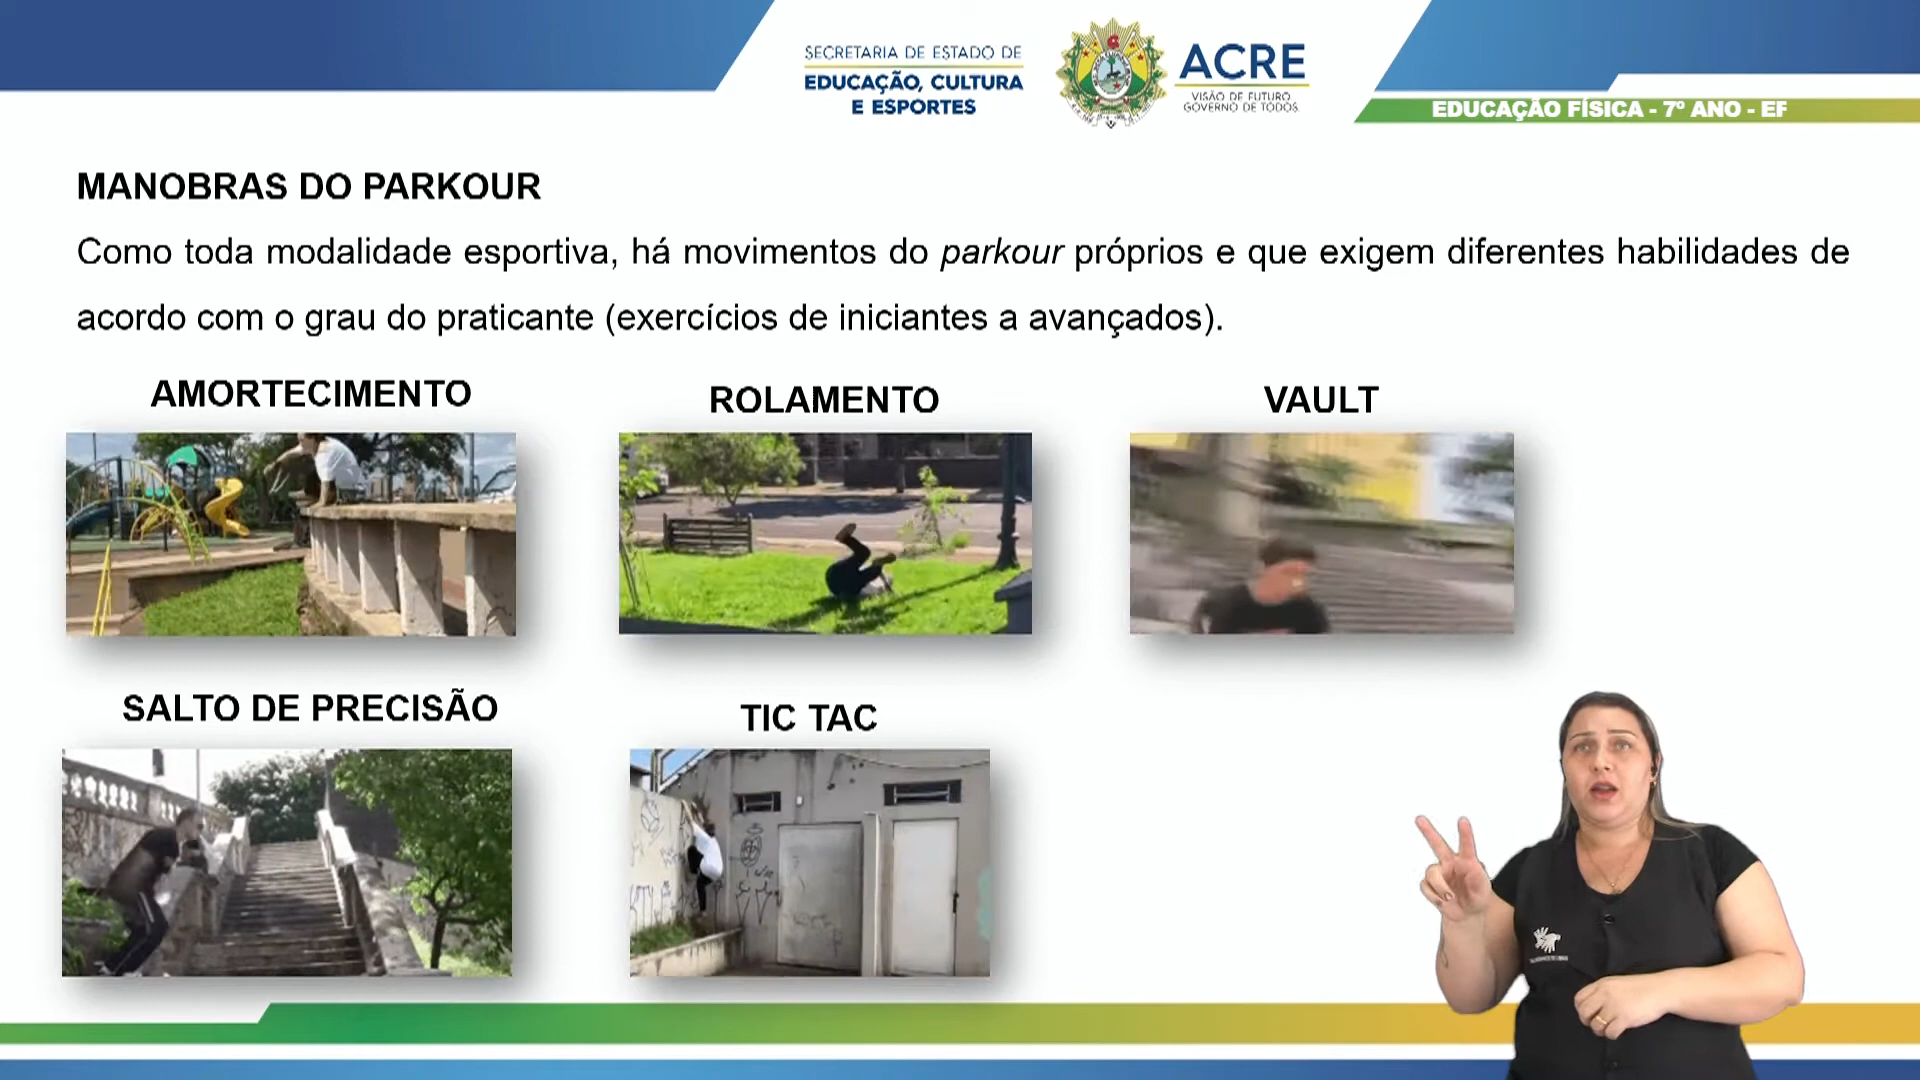 SECRETARIA DE ESTADO DE
EDUCAÇÃO, CULTURA
E ESPORTES
ACRE
VISÃO DE FUTURO.
GOVERNO DE TODOS.
EDUCAÇÃO FÍSICA - 7º ANO - EF
MANOBRAS DO PARKOUR
Como toda modalidade esportiva, há movimentos do parkour próprios e que exigem diferentes habilidades de
acordo com o grau do praticante (exercícios de iniciantes a avançados).
AMORTECIMENTO
ROLAMENTO
VAULT
SALTO DE PRECISÃO
TIC TAC